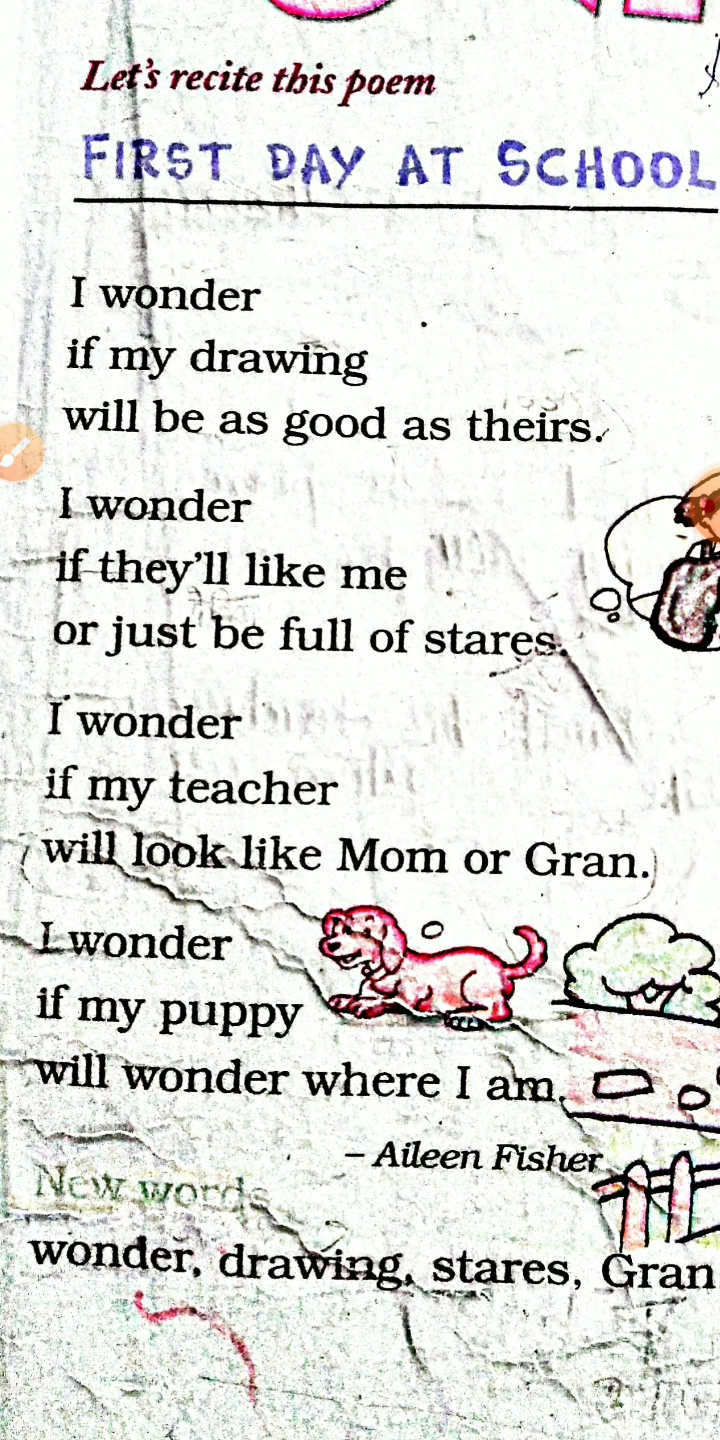 Let's recite this poem
FIRST DAY AT SCHOOL
I wonder
if my drawing
will be as good as theirs.
I wonder
if they'll like me
or just be full of stares.
I wonder
if my teacher
will look like Mom or Gran.
I wonder
if my puppy
will wonder where I am.
– Aileen Fisher
New words
wonder, drawing, stares, Gran